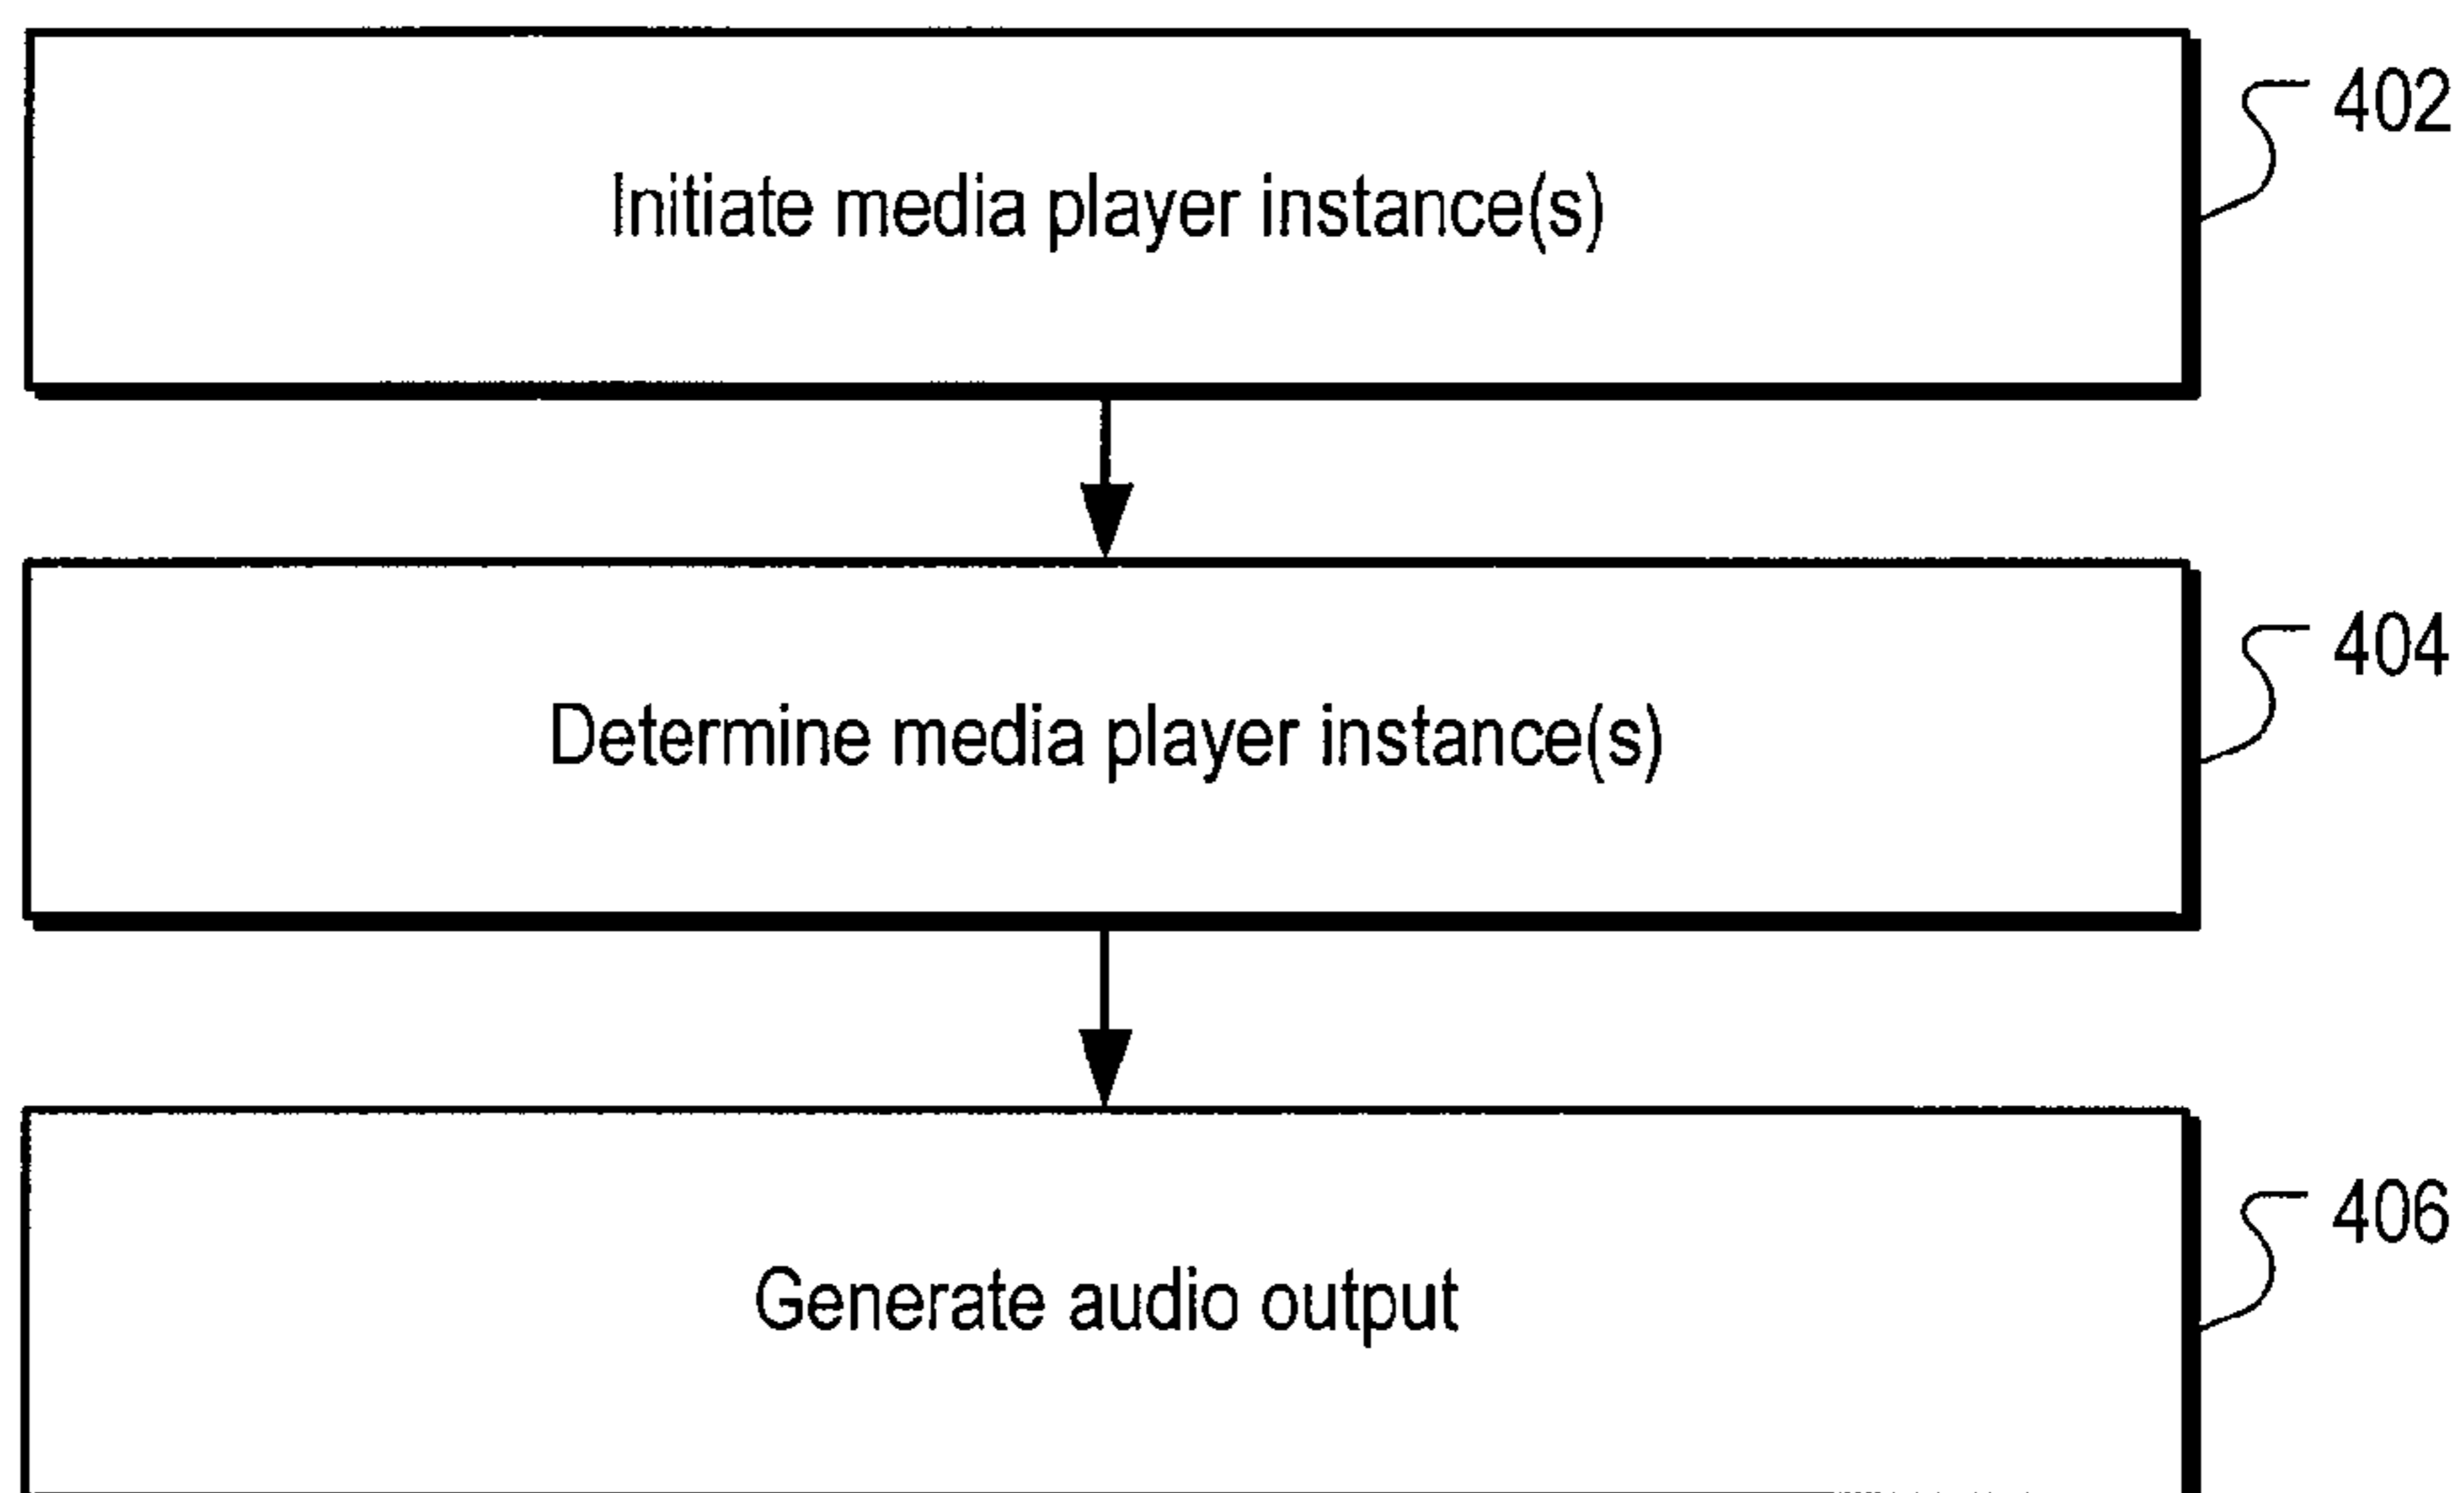 Initiate media player instance(s)
402
Determine media player instance(s)
404
Generate audio output
406